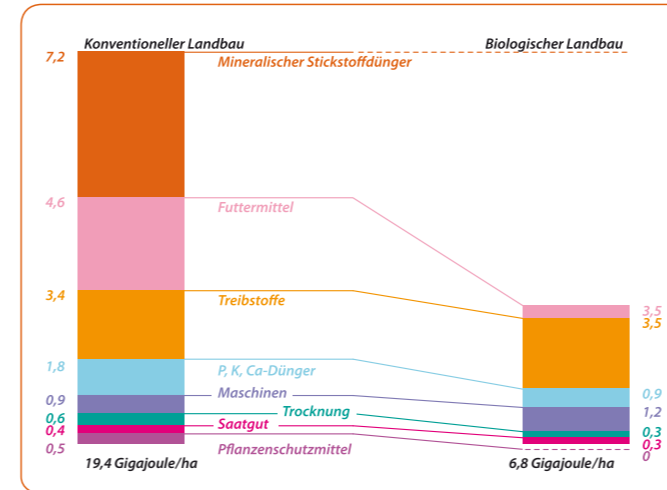 Konventioneller Landbau
Biologischer Landbau
7,2
Mineralischer Stickstoffdünger
4,6
Futtermittel
3,4
Treibstoffe
3,5
3,5
1,8
P, K, Ca-Dünger
0,9
Maschinen
0,9
1,2
0,6
Trocknung
0,4
Saatgut
0,3
0,3
0,5
Pflanzenschutzmittel
0
19,4 Gigajoule/ha
6,8 Gigajoule/ha